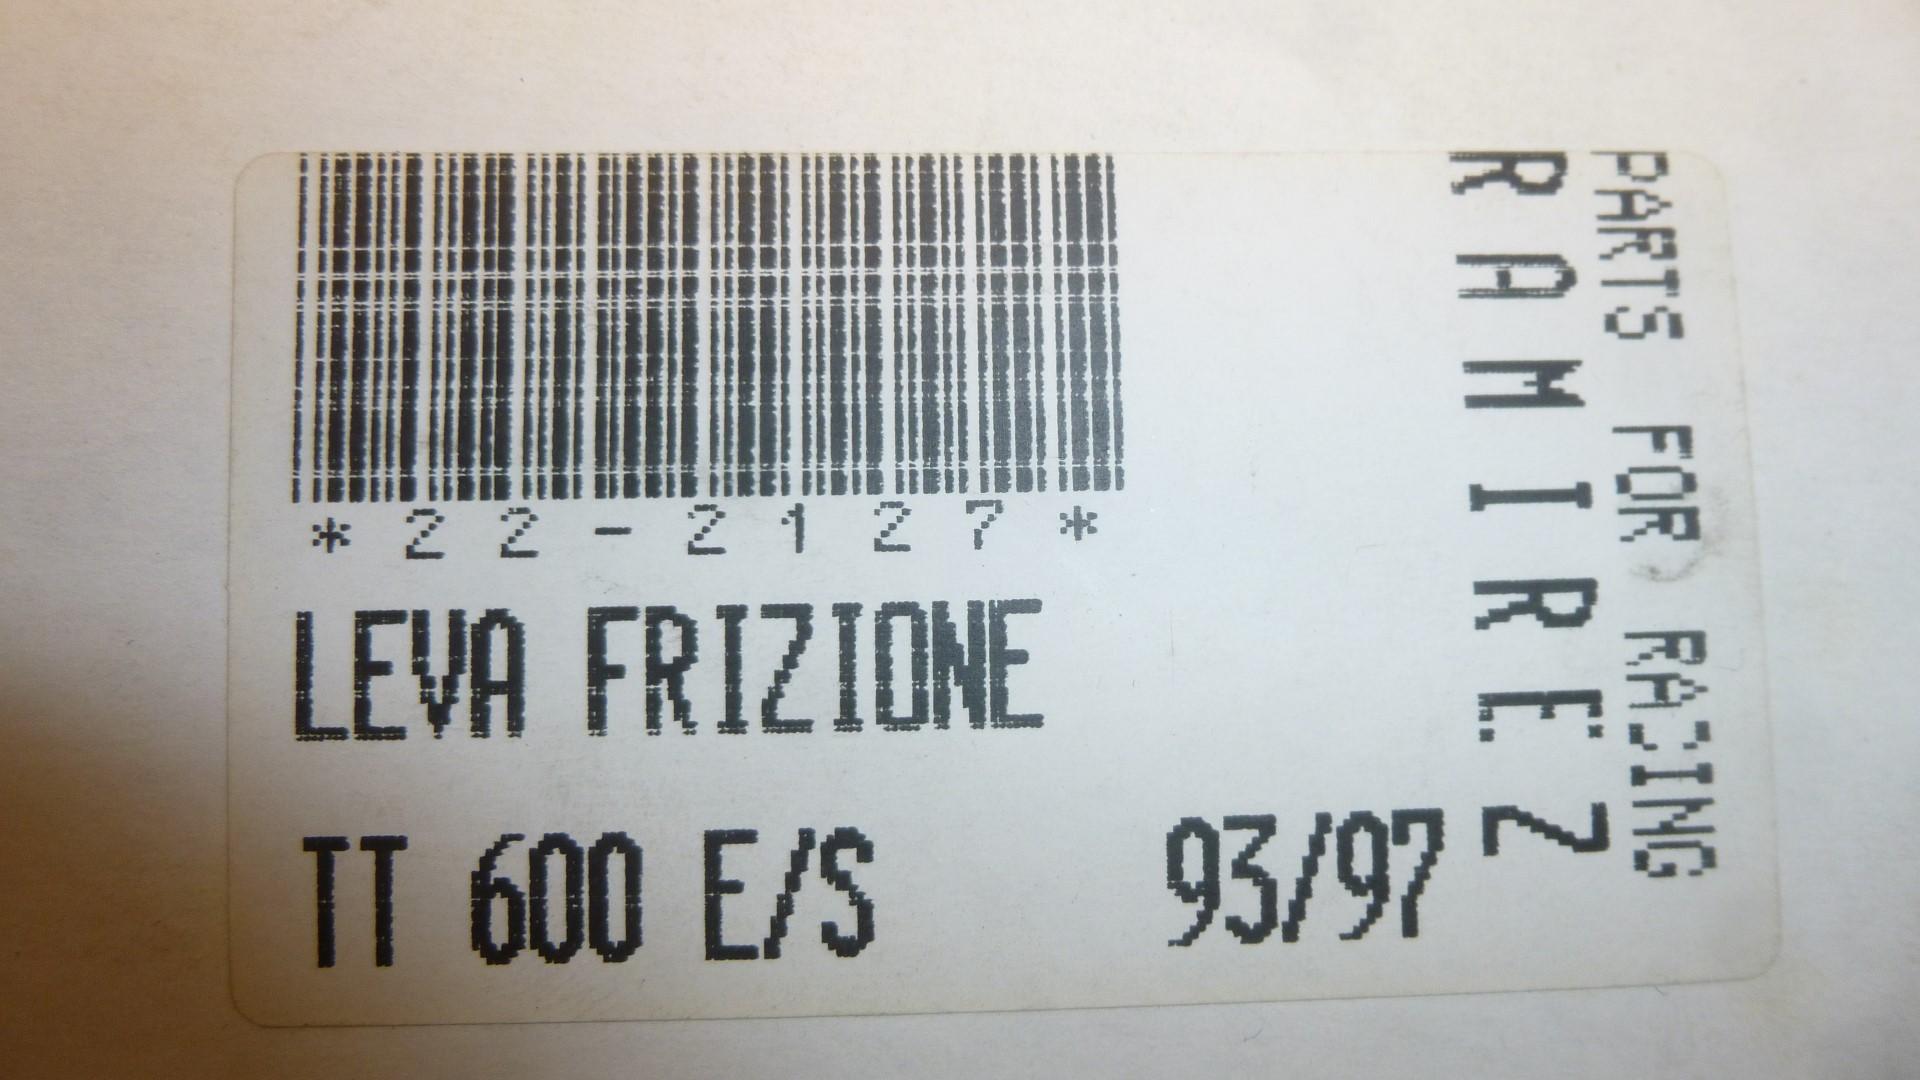 *22-2127*
LEVA FRIZIONE
TT 600 E/S 93/97
RAMIREZ
PARTS FOR RACING